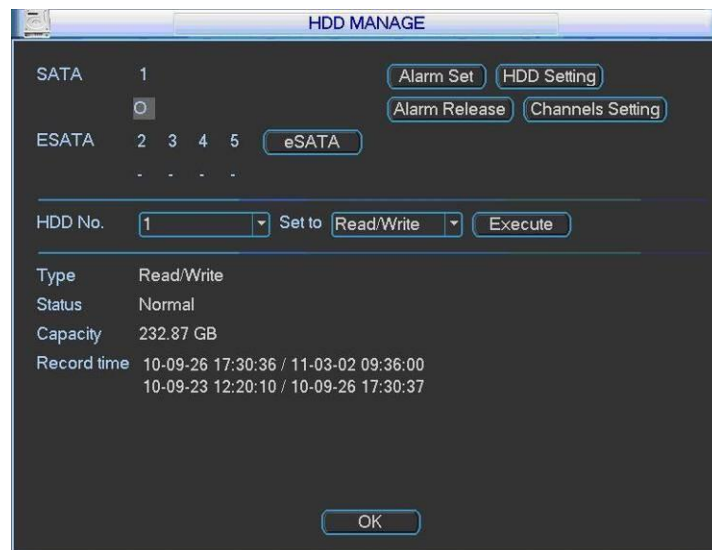 HDD MANAGE
SATA 1 Alarm Set HDD Setting
O Alarm Release Channels Setting
ESATA 2 3 4 5 eSATA
- - - -
HDD No. 1 Set to Read/Write Execute
Type Read/Write
Status Normal
Capacity 232.87 GB
Record time 10-09-26 17:30:36 / 11-03-02 09:36:00
10-09-23 12:20:10 / 10-09-26 17:30:37
OK